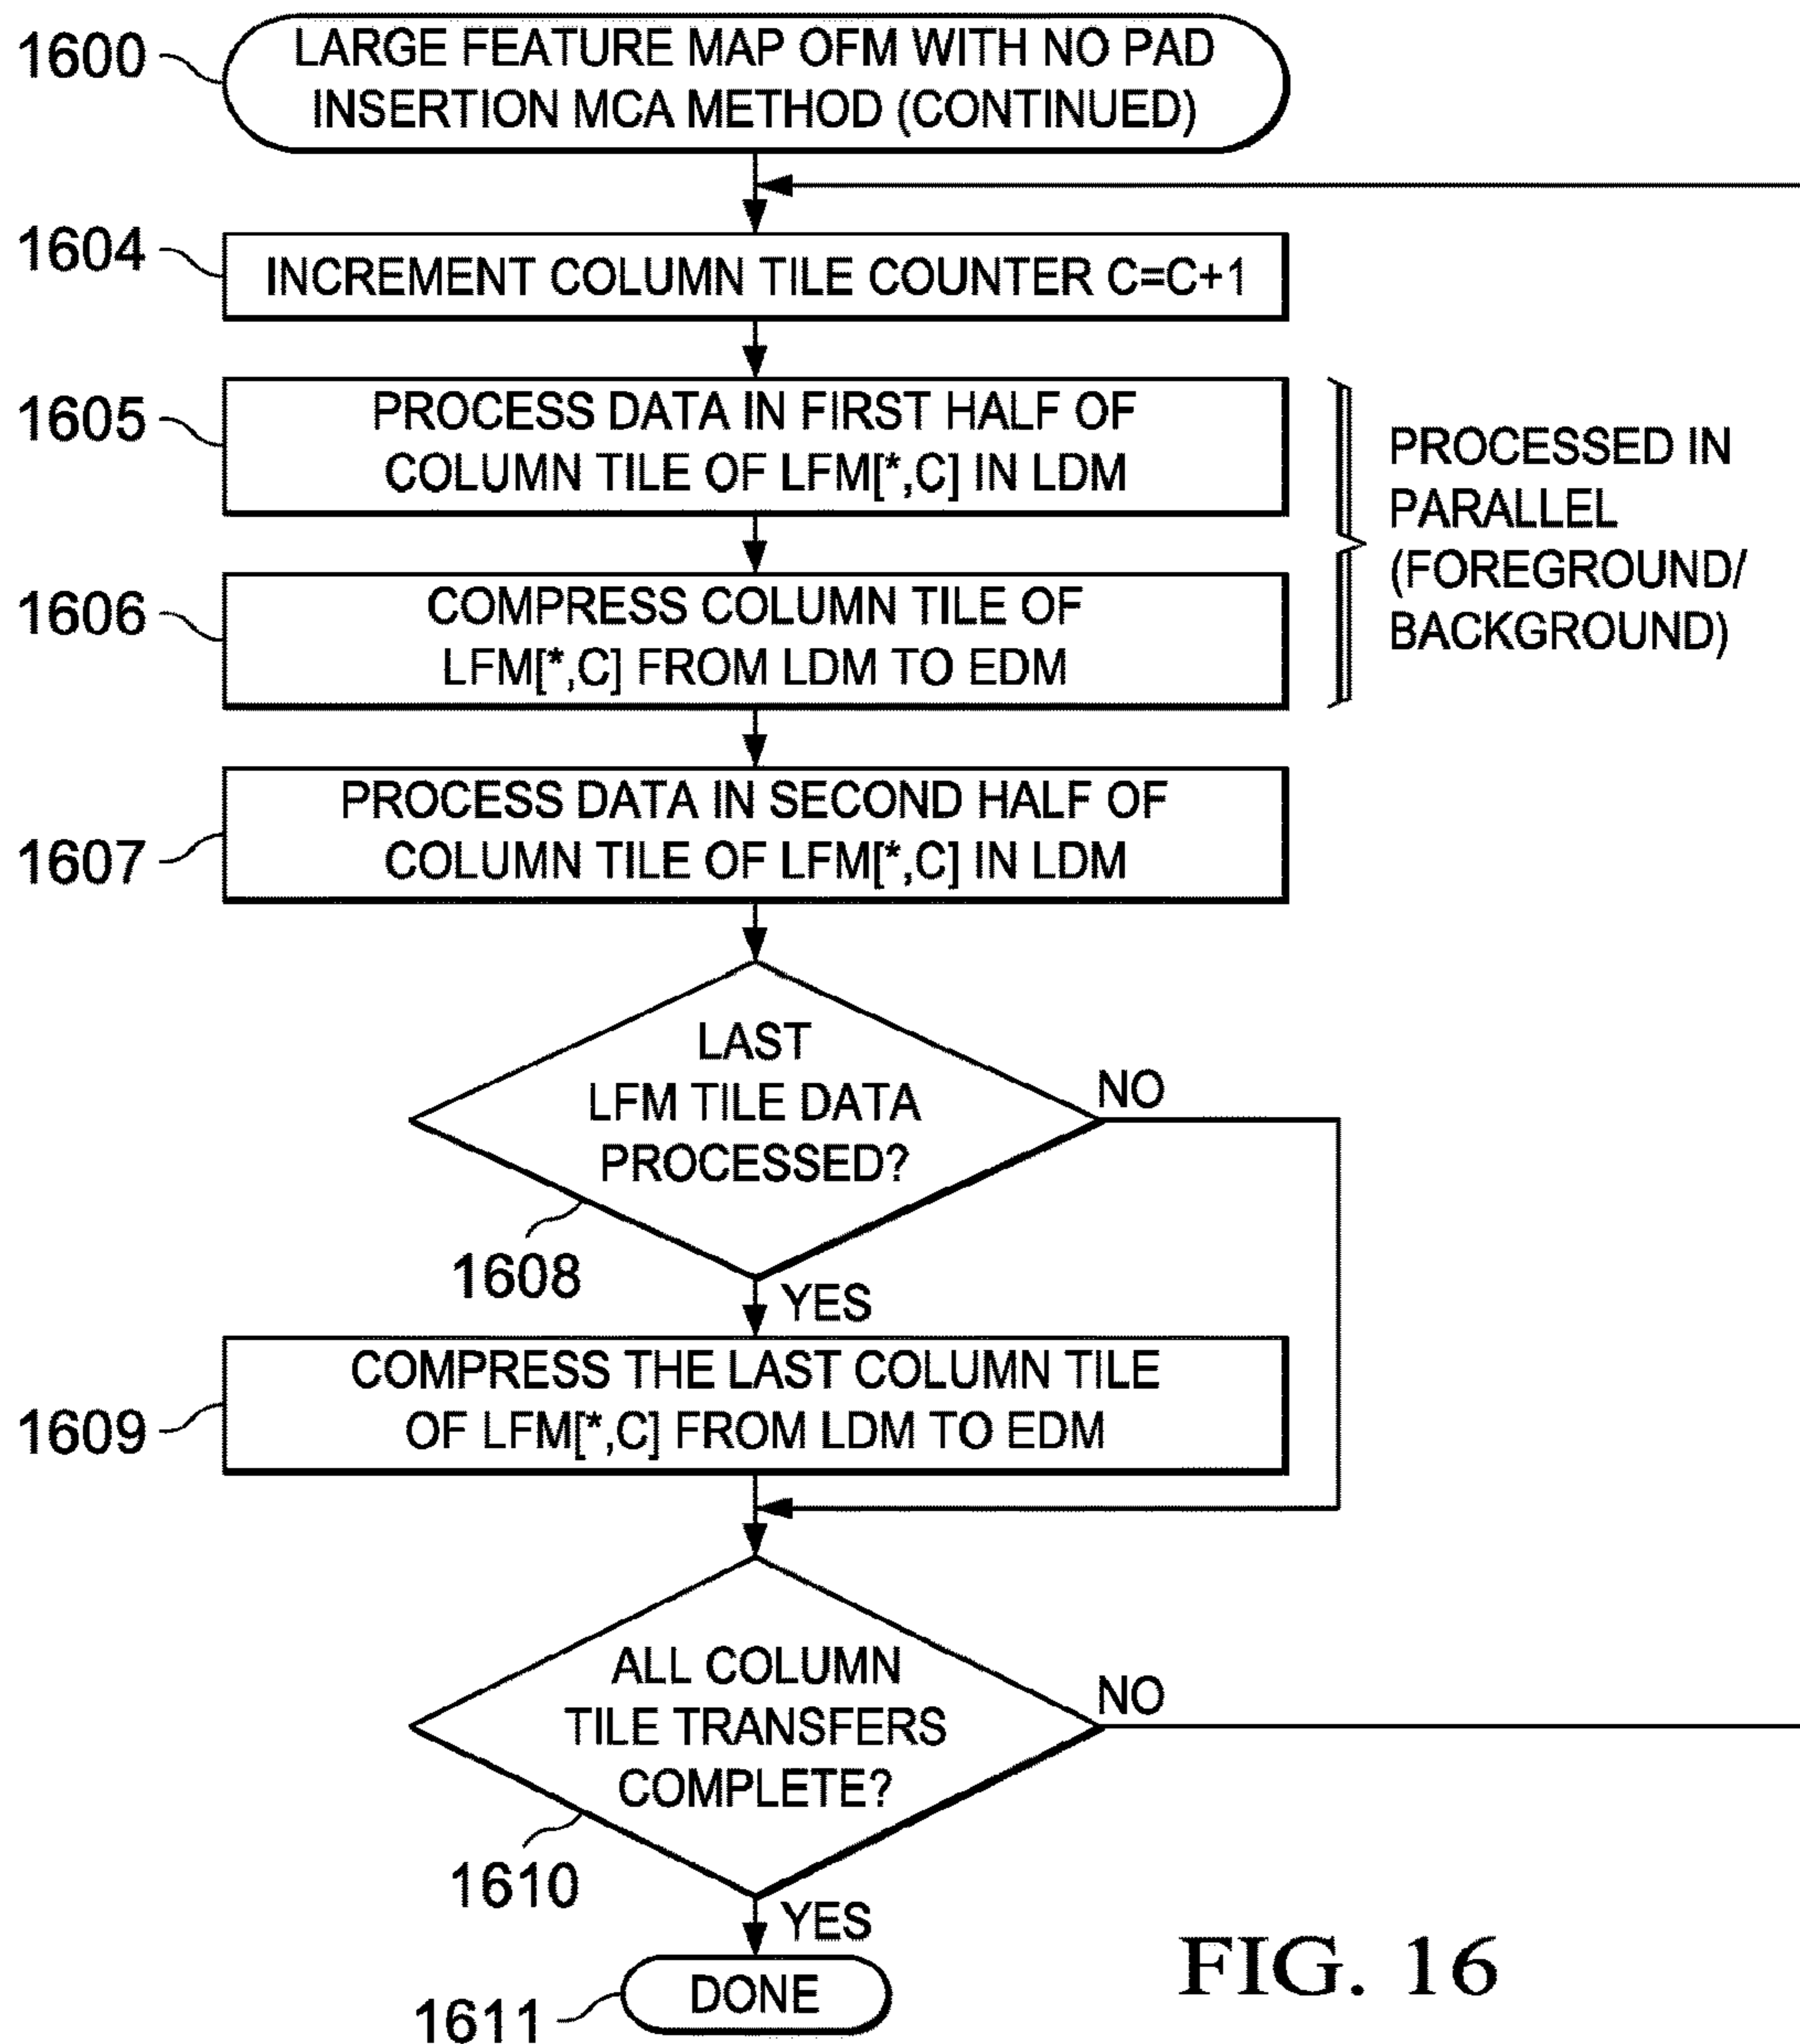 1600
LARGE FEATURE MAP OFM WITH NO PAD
INSERTION MCA METHOD (CONTINUED)
1604
INCREMENT COLUMN TILE COUNTER C=C+1
1605
PROCESS DATA IN FIRST HALF OF
COLUMN TILE OF LFM[*,C] IN LDM
1606
COMPRESS COLUMN TILE OF
LFM[*,C] FROM LDM TO EDM
PROCESSED IN
PARALLEL
(FOREGROUND/
BACKGROUND)
1607
PROCESS DATA IN SECOND HALF OF
COLUMN TILE OF LFM[*,C] IN LDM
LAST
LFM TILE DATA
PROCESSED?
NO
1608
YES
1609
COMPRESS THE LAST COLUMN TILE
OF LFM[*,C] FROM LDM TO EDM
ALL COLUMN
TILE TRANSFERS
COMPLETE?
NO
1610
YES
1611
DONE
FIG. 16